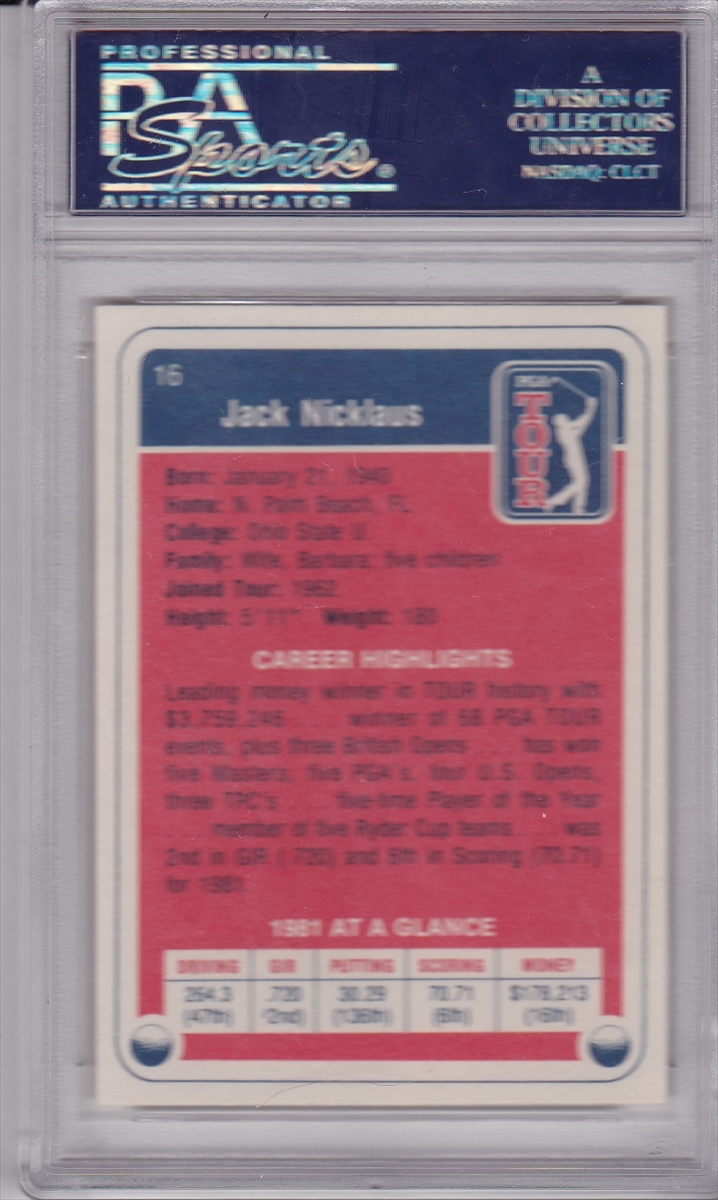 PROFESSIONAL
PSA
Sports®
AUTHENTICATOR
A
DIVISION OF
COLLECTORS
UNIVERSE
NASDAQ: CLCT
16
Jack Nicklaus
PGA
TOUR
Born: January 21, 1940
Home: N. Palm Beach, FL
College: Ohio State U.
Family: Wife, Barbara; five children
Joined Tour: 1962
Height: 5'11" Weight: 180
CAREER HIGHLIGHTS
Leading money winner in TOUR history with
$3,759,246 . . . winner of 68 PGA TOUR
events, plus three British Opens . . . has won
five Masters, five PGA's, four U.S. Opens,
three TPC's . . . five-time Player of the Year
. . . member of five Ryder Cup teams . . . was
2nd in GIR (.720) and 6th in Scoring (70.71)
for 1981.
1981 AT A GLANCE
DRIVING GIR PUTTING SCORING MONEY
264.3 .720 30.29 70.71 $178,213
(47th) (2nd) (136th) (6th) (16th)